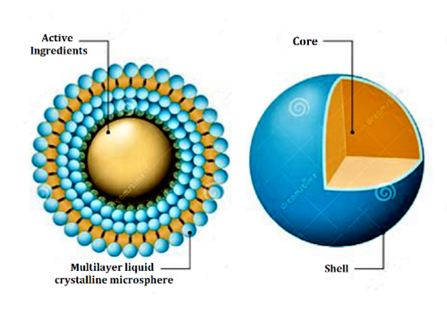 Active
Ingredients
Core
Multilayer liquid
crystalline microsphere
Shell